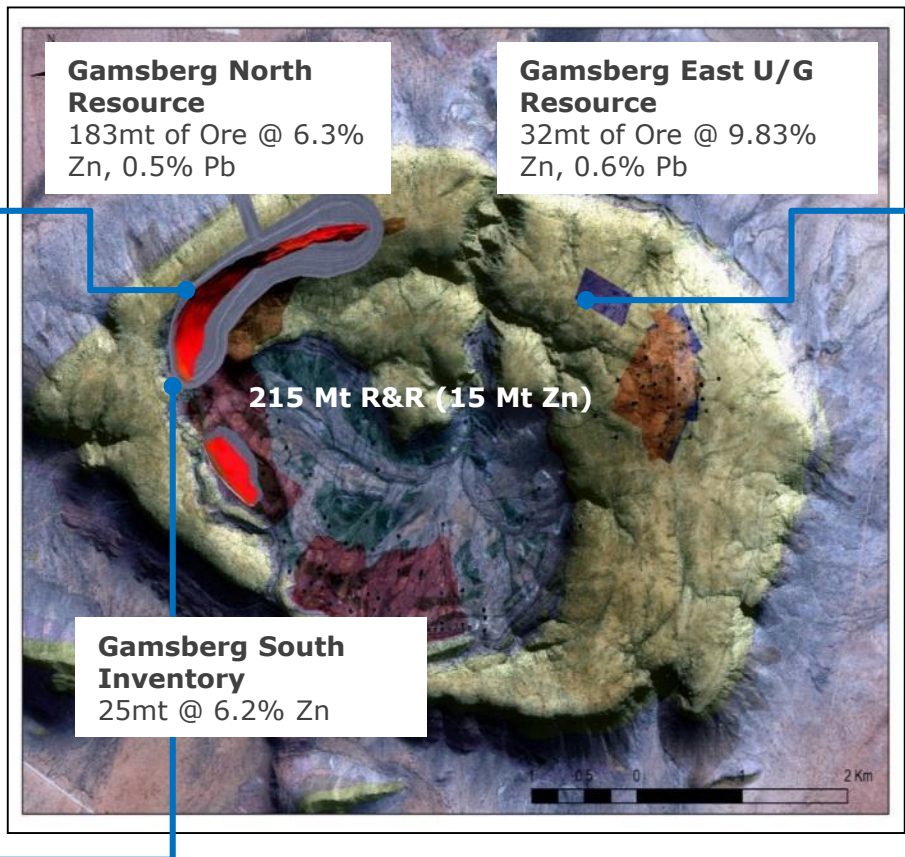 N
Gamsberg North
Resource
183mt of Ore @ 6.3%
Zn, 0.5% Pb
Gamsberg East U/G
Resource
32mt of Ore @ 9.83%
Zn, 0.6% Pb
215 Mt R&R (15 Mt Zn)
Gamsberg South
Inventory
25mt @ 6.2% Zn
1 0.5 0 1 2 Km